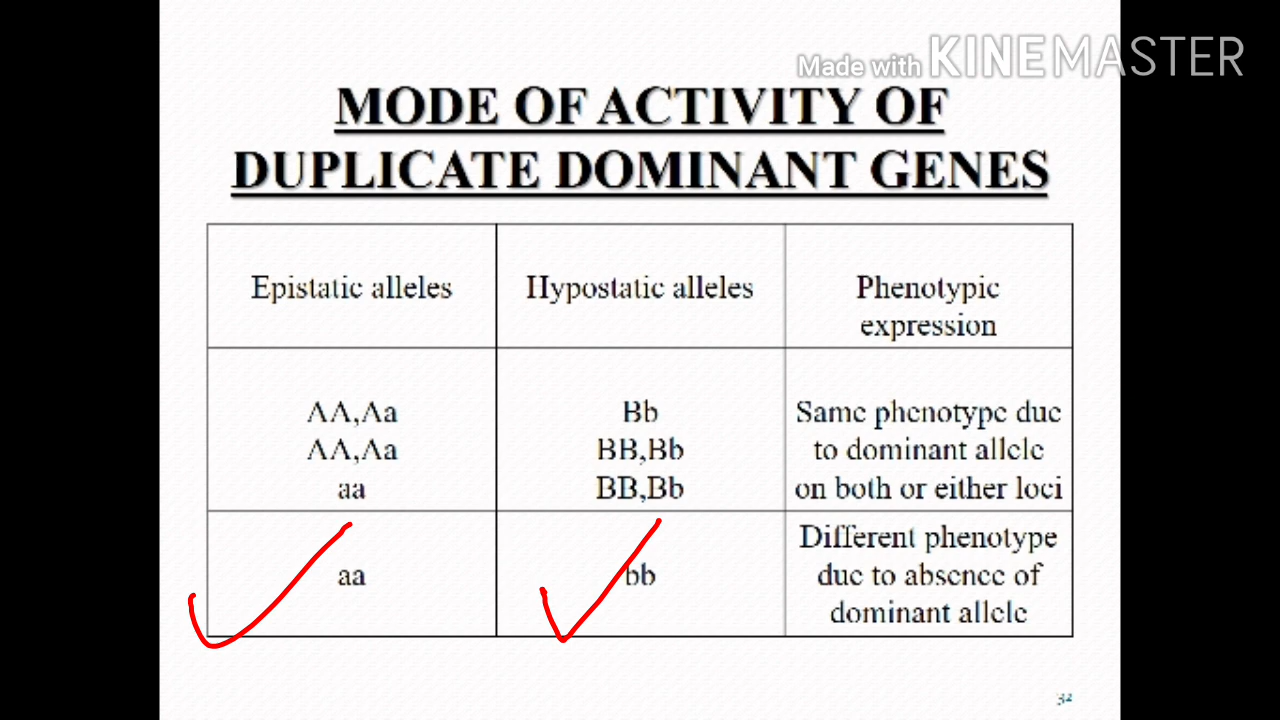 Made with KINEMASTER
MODE OF ACTIVITY OF
DUPLICATE DOMINANT GENES
Epistatic alleles
Hypostatic alleles
Phenotypic
expression
AA,Aa
AA,Aa
aa
Bb
BB,Bb
BB,Bb
Same phenotype due
to dominant allele
on both or either loci
aa
bb
Different phenotype
due to absence of
dominant allele
32